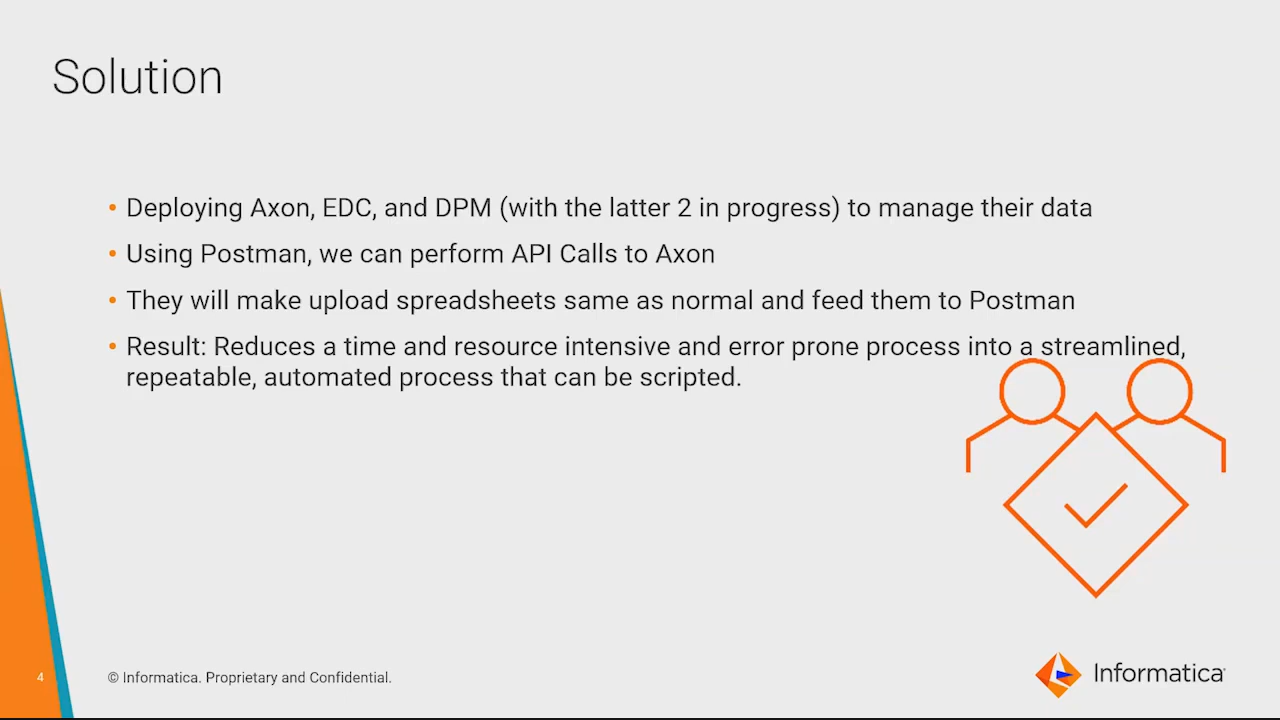 Solution
• Deploying Axon, EDC, and DPM (with the latter 2 in progress) to manage their data
• Using Postman, we can perform API Calls to Axon
• They will make upload spreadsheets same as normal and feed them to Postman
• Result: Reduces a time and resource intensive and error prone process into a streamlined,
repeatable, automated process that can be scripted.
4
© Informatica. Proprietary and Confidential.
Informatica